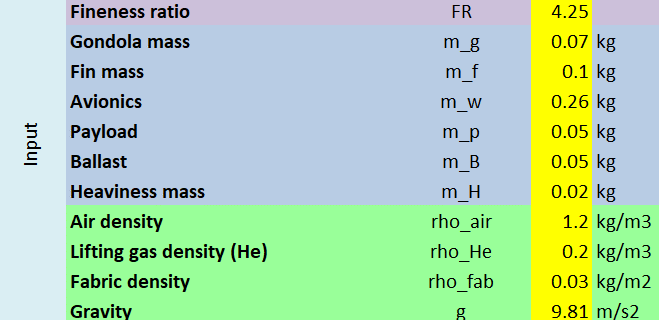 Fineness ratio FR 4.25
Gondola mass m_g 0.07 kg
Fin mass m_f 0.1 kg
Avionics m_w 0.26 kg
Payload m_p 0.05 kg
Ballast m_B 0.05 kg
Heaviness mass m_H 0.02 kg
Air density rho_air 1.2 kg/m3
Lifting gas density (He) rho_He 0.2 kg/m3
Fabric density rho_fab 0.03 kg/m2
Gravity g 9.81 m/s2
Input